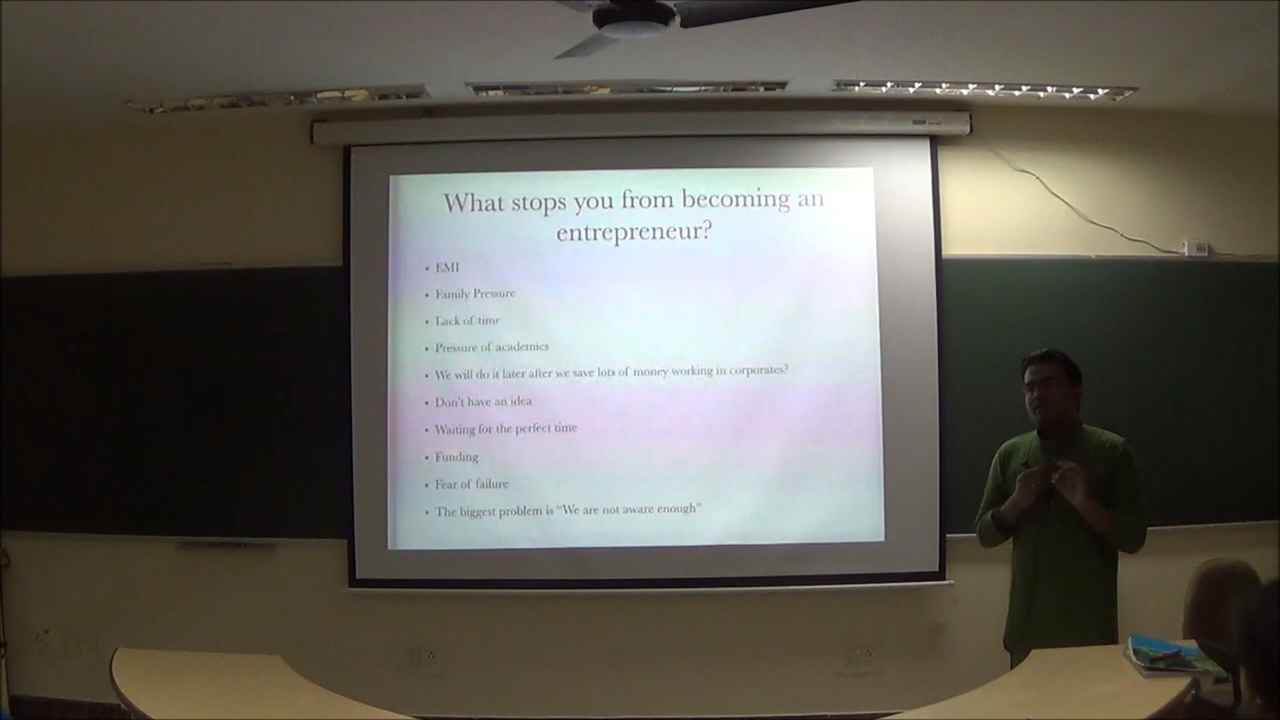 What stops you from becoming an
entrepreneur?
• EMI
• Family Pressure
• Lack of time
• Pressure of academics
• We will do it later after we save lots of money working in corporates?
• Don't have an idea
• Waiting for the perfect time
• Funding
• Fear of failure
• The biggest problem is "We are not aware enough"